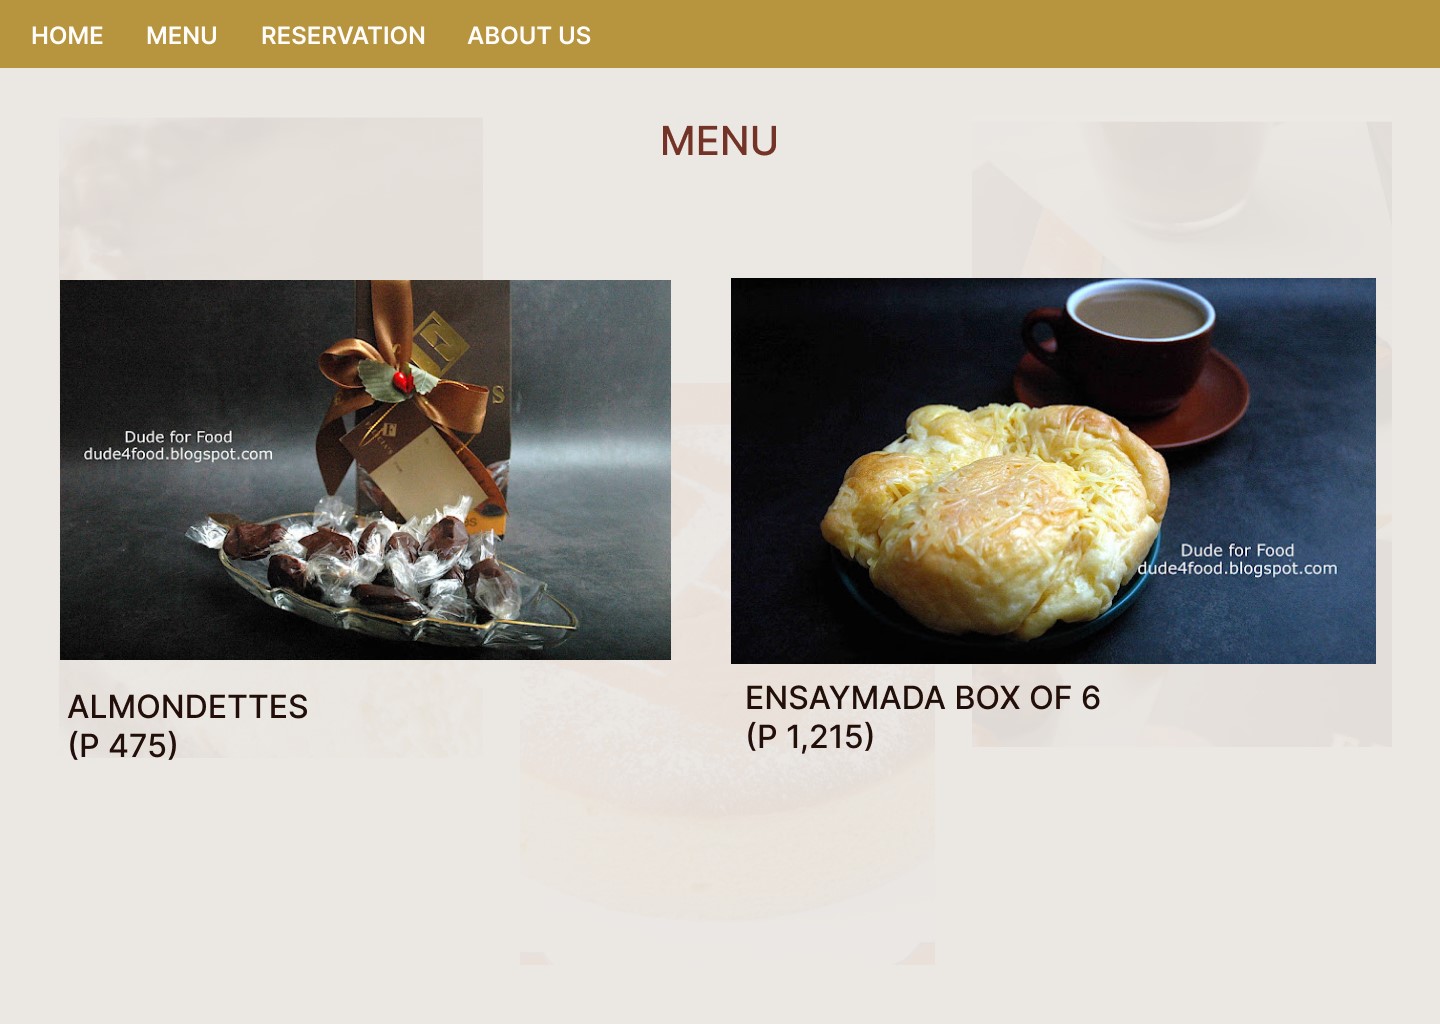 HOME MENU RESERVATION ABOUT US
MENU
Dude for Food
dude4food.blogspot.com
ALMONDETTES
(P 475)
Dude for Food
dude4food.blogspot.com
ENSAYMADA BOX OF 6
(P 1,215)